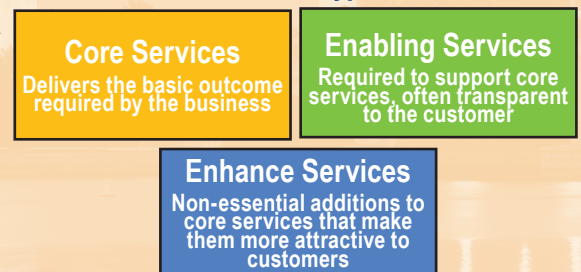 Core Services
Delivers the basic outcome
required by the business
Enabling Services
Required to support core
services, often transparent
to the customer
Enhance Services
Non-essential additions to
core services that make
them more attractive to
customers